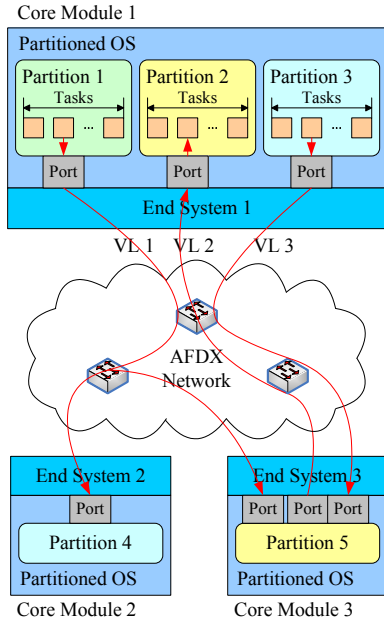 Core Module 1
Partitioned OS
Partition 1 Partition 2 Partition 3
Tasks Tasks Tasks
... ... ...
Port Port Port
End System 1
VL 1 VL 2 VL 3
AFDX
Network
End System 2 End System 3
Port Port Port Port
Partition 4 Partition 5
Partitioned OS Partitioned OS
Core Module 2 Core Module 3